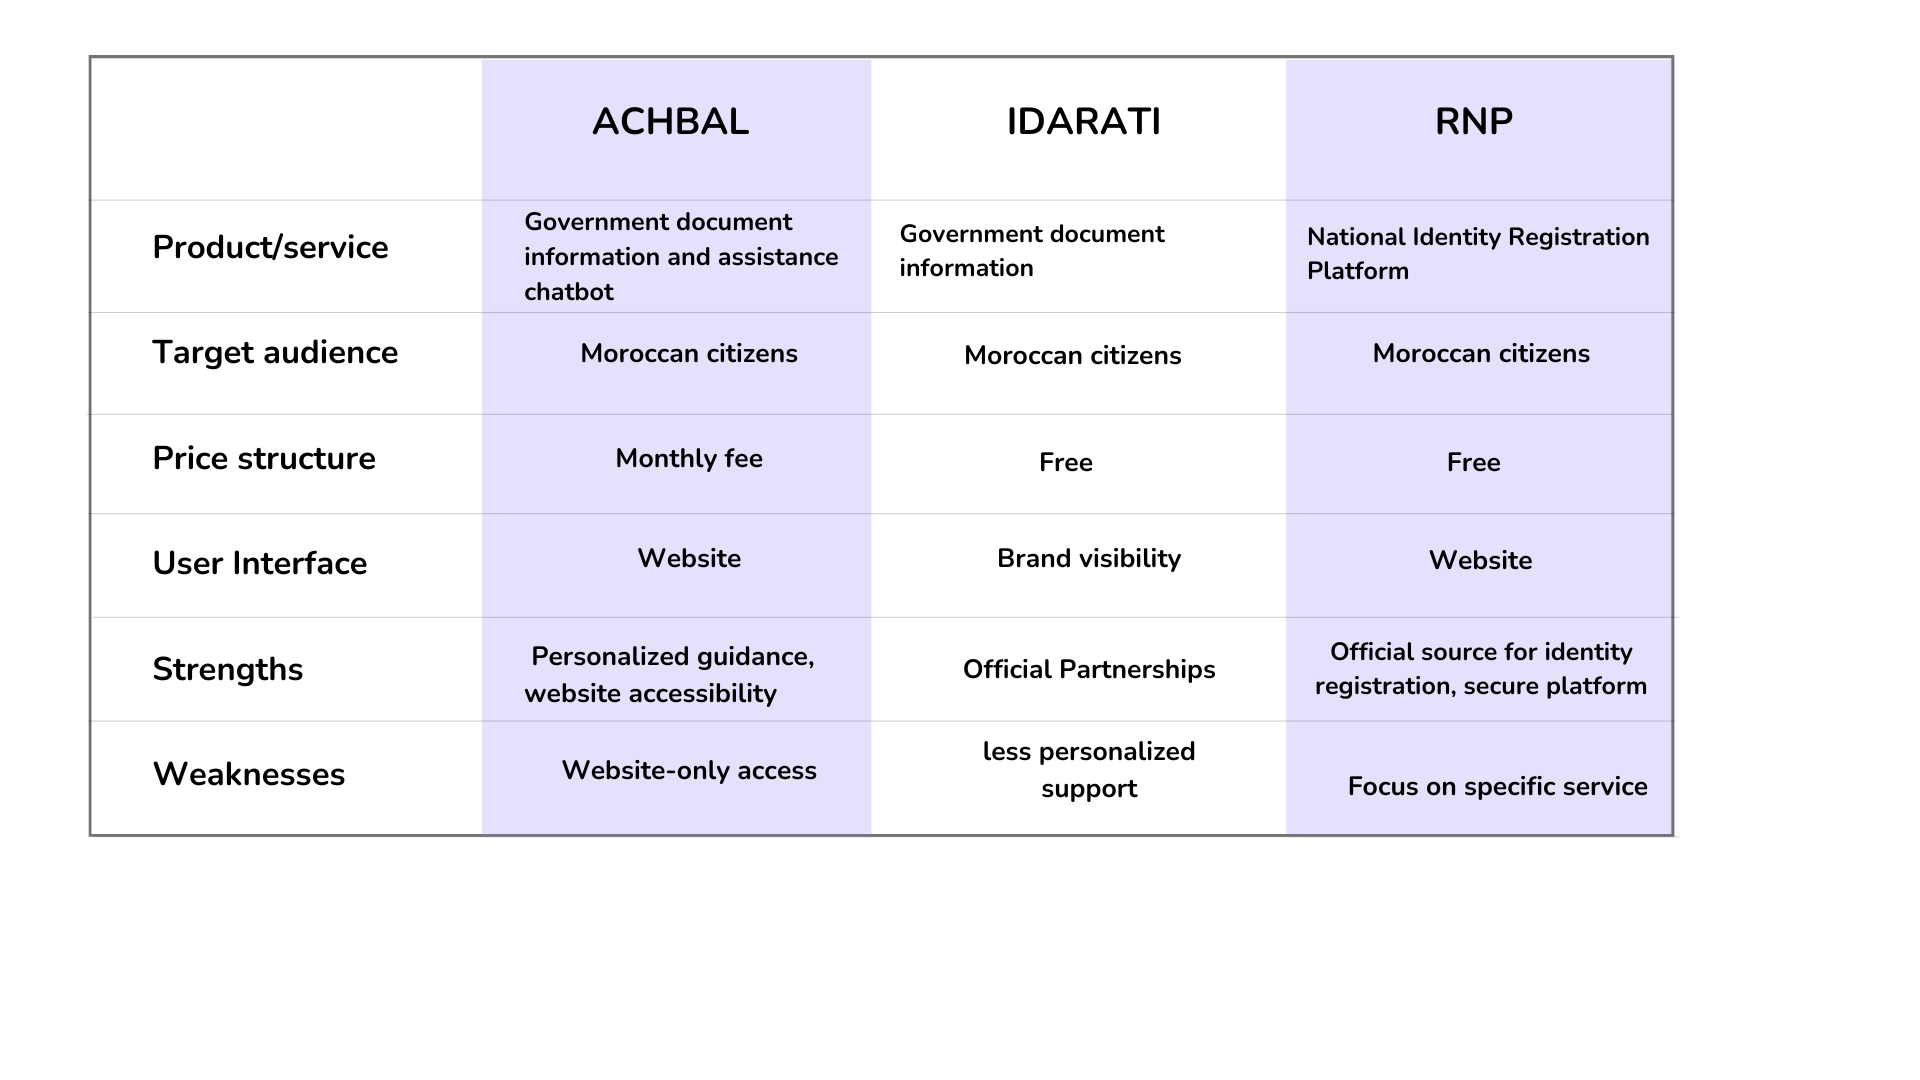 ACHBAL
IDARATI
RNP
Product/service
Government document
information and assistance
chatbot
Government document
information
National Identity Registration
Platform
Target audience
Moroccan citizens
Moroccan citizens
Moroccan citizens
Price structure
Monthly fee
Free
Free
User Interface
Website
Brand visibility
Website
Strengths
Personalized guidance,
website accessibility
Official Partnerships
Official source for identity
registration, secure platform
Weaknesses
Website-only access
less personalized
support
Focus on specific service